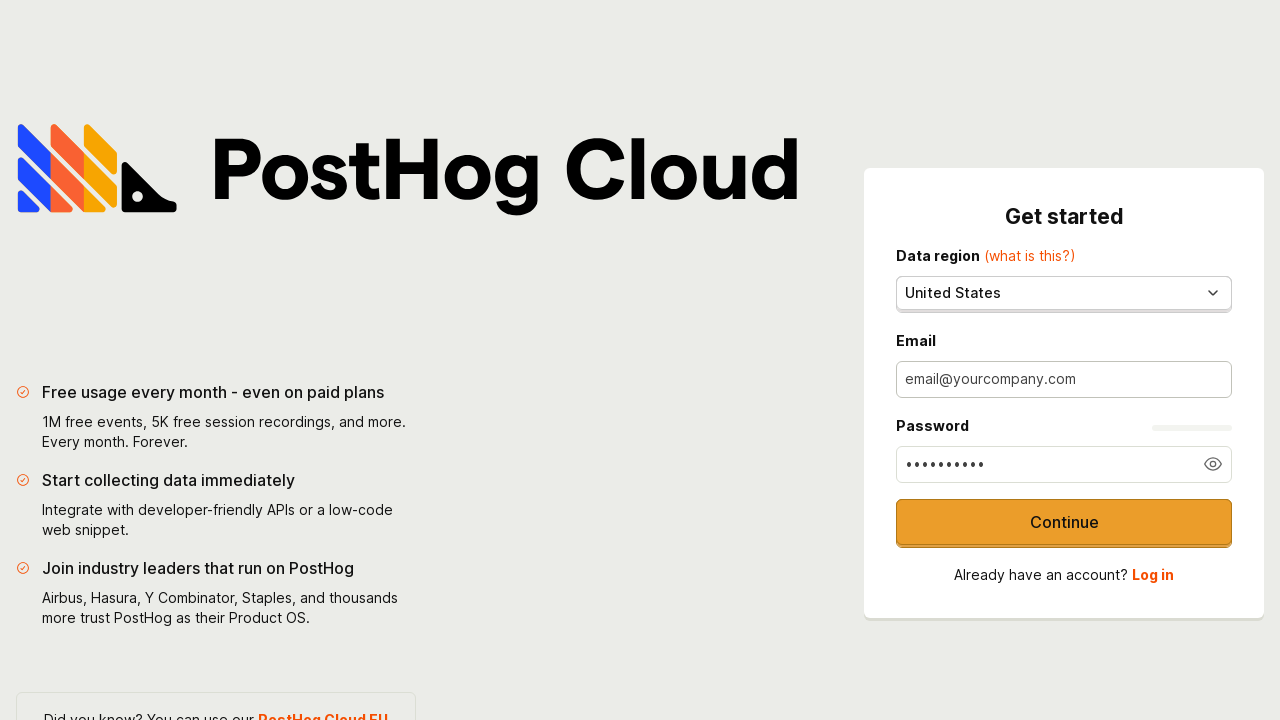 PostHog Cloud
Free usage every month - even on paid plans
1M free events, 5K free session recordings, and more.
Every month. Forever.
Start collecting data immediately
Integrate with developer-friendly APIs or a low-code
web snippet.
Join industry leaders that run on PostHog
Airbus, Hasura, Y Combinator, Staples, and thousands
more trust PostHog as their Product OS.
Did you know? You can use our PostHog Cloud EU
Get started
Data region (what is this?)
United States
Email
email@yourcompany.com
Password
••••••••••
Continue
Already have an account? Log in